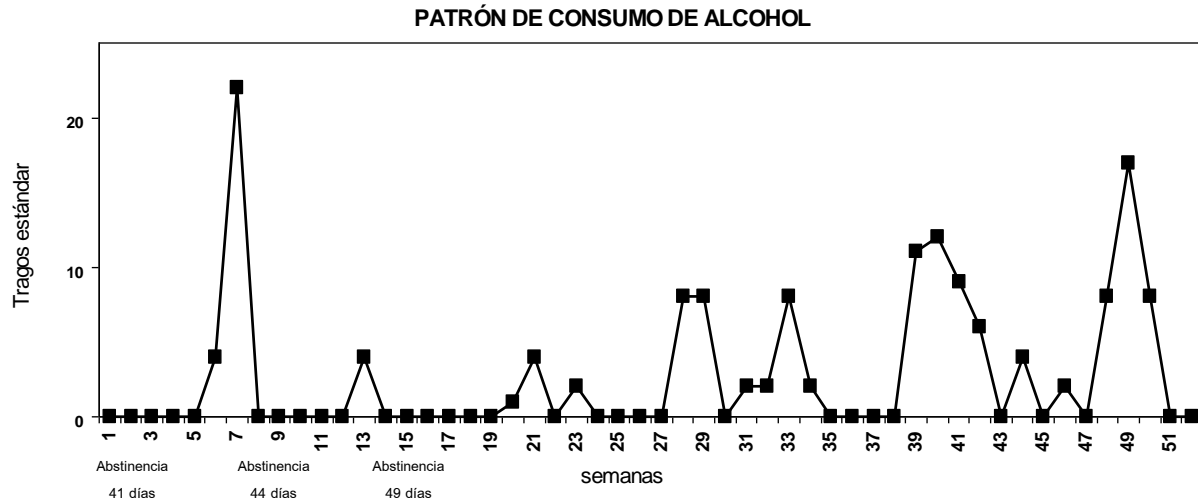 PATRÓN DE CONSUMO DE ALCOHOL
20
10
0
Tragos estándar
1 3 5 7 9 11 13 15 17 19 21 23 25 27 29 31 33 35 37 39 41 43 45 47 49 51
semanas
Abstinencia
41 días
Abstinencia
44 días
Abstinencia
49 días